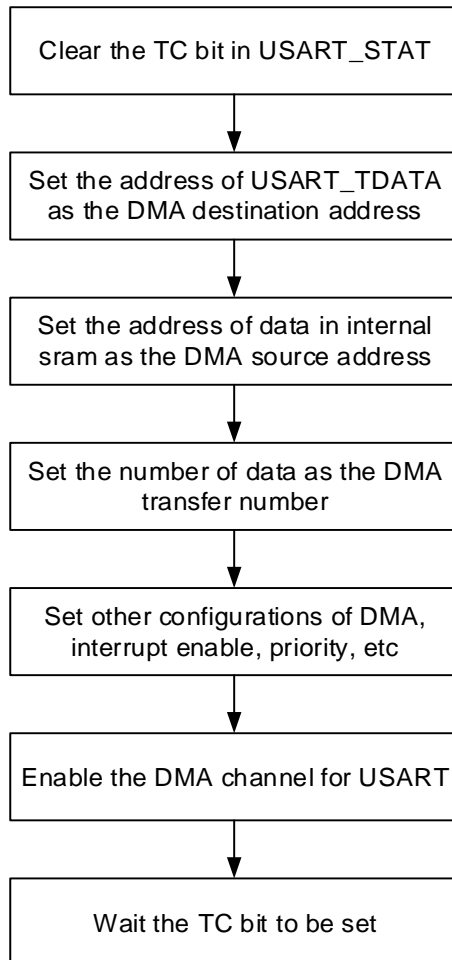 Clear the TC bit in USART_STAT
Set the address of USART_TDATA
as the DMA destination address
Set the address of data in internal
sram as the DMA source address
Set the number of data as the DMA
transfer number
Set other configurations of DMA,
interrupt enable, priority, etc
Enable the DMA channel for USART
Wait the TC bit to be set